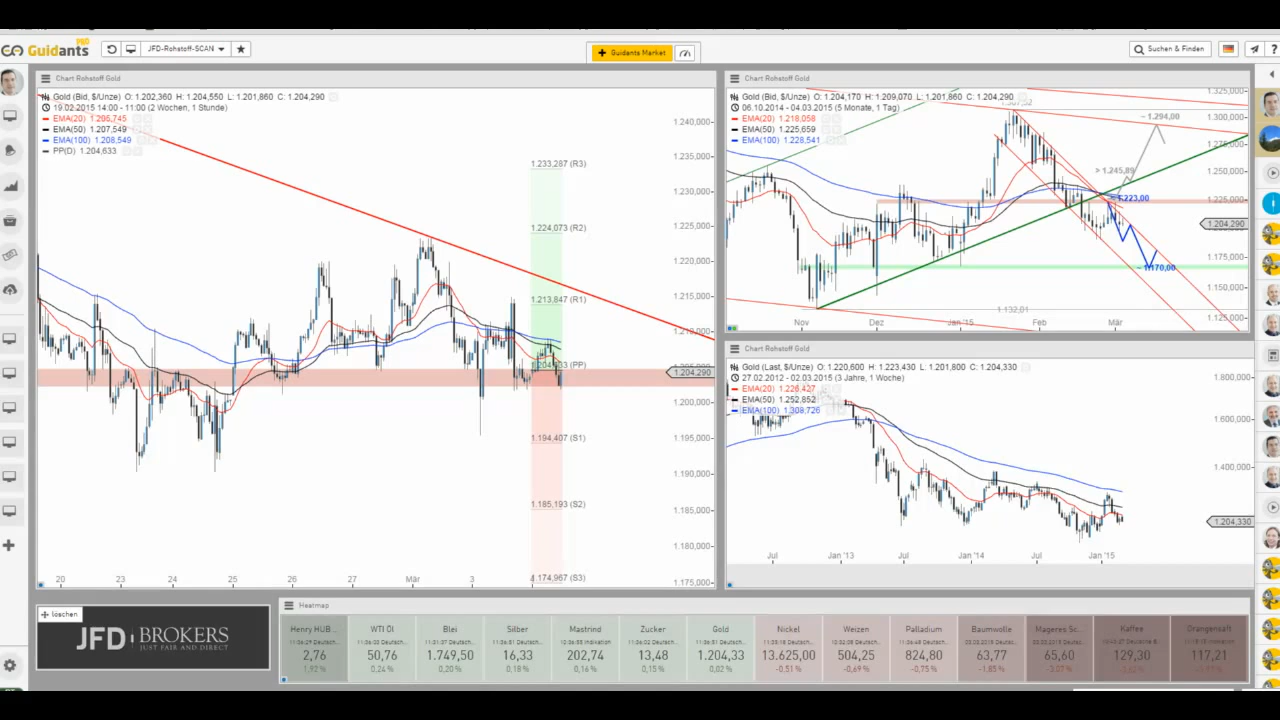 Guidants PRO
JFD-Rohstoff-SCAN
Guidants Market
Suchen & Finden
Chart Rohstoff Gold
Gold (Bid, $/Unze) O: 1.202,360 H: 1.204,550 L: 1.201,860 C: 1.204,290
19.02.2015 14:00 - 11:00 (2 Wochen, 1 Stunde)
EMA(50) 1.207,549
EMA(100) 1.208,549
PP(D) 1.204,633
1.240,000
1.235,000
1.230,000
1.225,000
1.220,000
1.215,000
1.210,000
1.204,290
1.200,000
1.195,000
1.190,000
1.185,000
1.180,000
1.175,000
1.233,287 (R3)
1.224,073 (R2)
1.213,847 (R1)
1.204,633 (PP)
1.194,407 (S1)
1.185,193 (S2)
1.174,967 (S3)
20 23 24 25 26 27 Mär 3
Chart Rohstoff Gold
Gold (Bid, $/Unze) O: 1.204,170 H: 1.209,070 L: 1.201,860 C: 1.204,290
06.10.2014 - 04.03.2015 (5 Monate, 1 Tag)
EMA(20) 1.218,058
EMA(50) 1.225,659
EMA(100) 1.228,541
~ 1.294,00
> 1.245,89
1.223,00
~ 1.170,00
1.132,01
1.325,000
1.300,000
1.275,000
1.250,000
1.225,000
1.204,290
1.175,000
1.150,000
1.125,000
Nov Dez Jan '15 Feb Mär
Chart Rohstoff Gold
Gold (Last, $/Unze) O: 1.220,600 H: 1.223,430 L: 1.201,800 C: 1.204,330
27.02.2012 - 02.03.2015 (3 Jahre, 1 Woche)
EMA(20) 1.226,427
EMA(50) 1.252,852
EMA(100) 1.309,726
1.800,000
1.600,000
1.400,000
1.204,330
Jul Jan '13 Jul Jan '14 Jul Jan '15
löschen
JFD BROKERS
JUST FAIR AND DIRECT
Heatmap
Henry HUB ... WTI Öl Blei Silber Mastrind Zucker Gold Nickel Weizen Palladium Baumwolle Mageres Sc... Kaffee Orangensaft
2,76 50,76 1.749,50 16,33 202,74 13,48 1.204,33 13.625,00 504,25 824,80 63,77 65,60 129,30 117,21
1,92 % 0,24 % 0,20 % 0,18 % 0,16 % 0,15 % 0,02 % -0,51 % -0,69 % -0,75 % -1,85 % -3,07 %